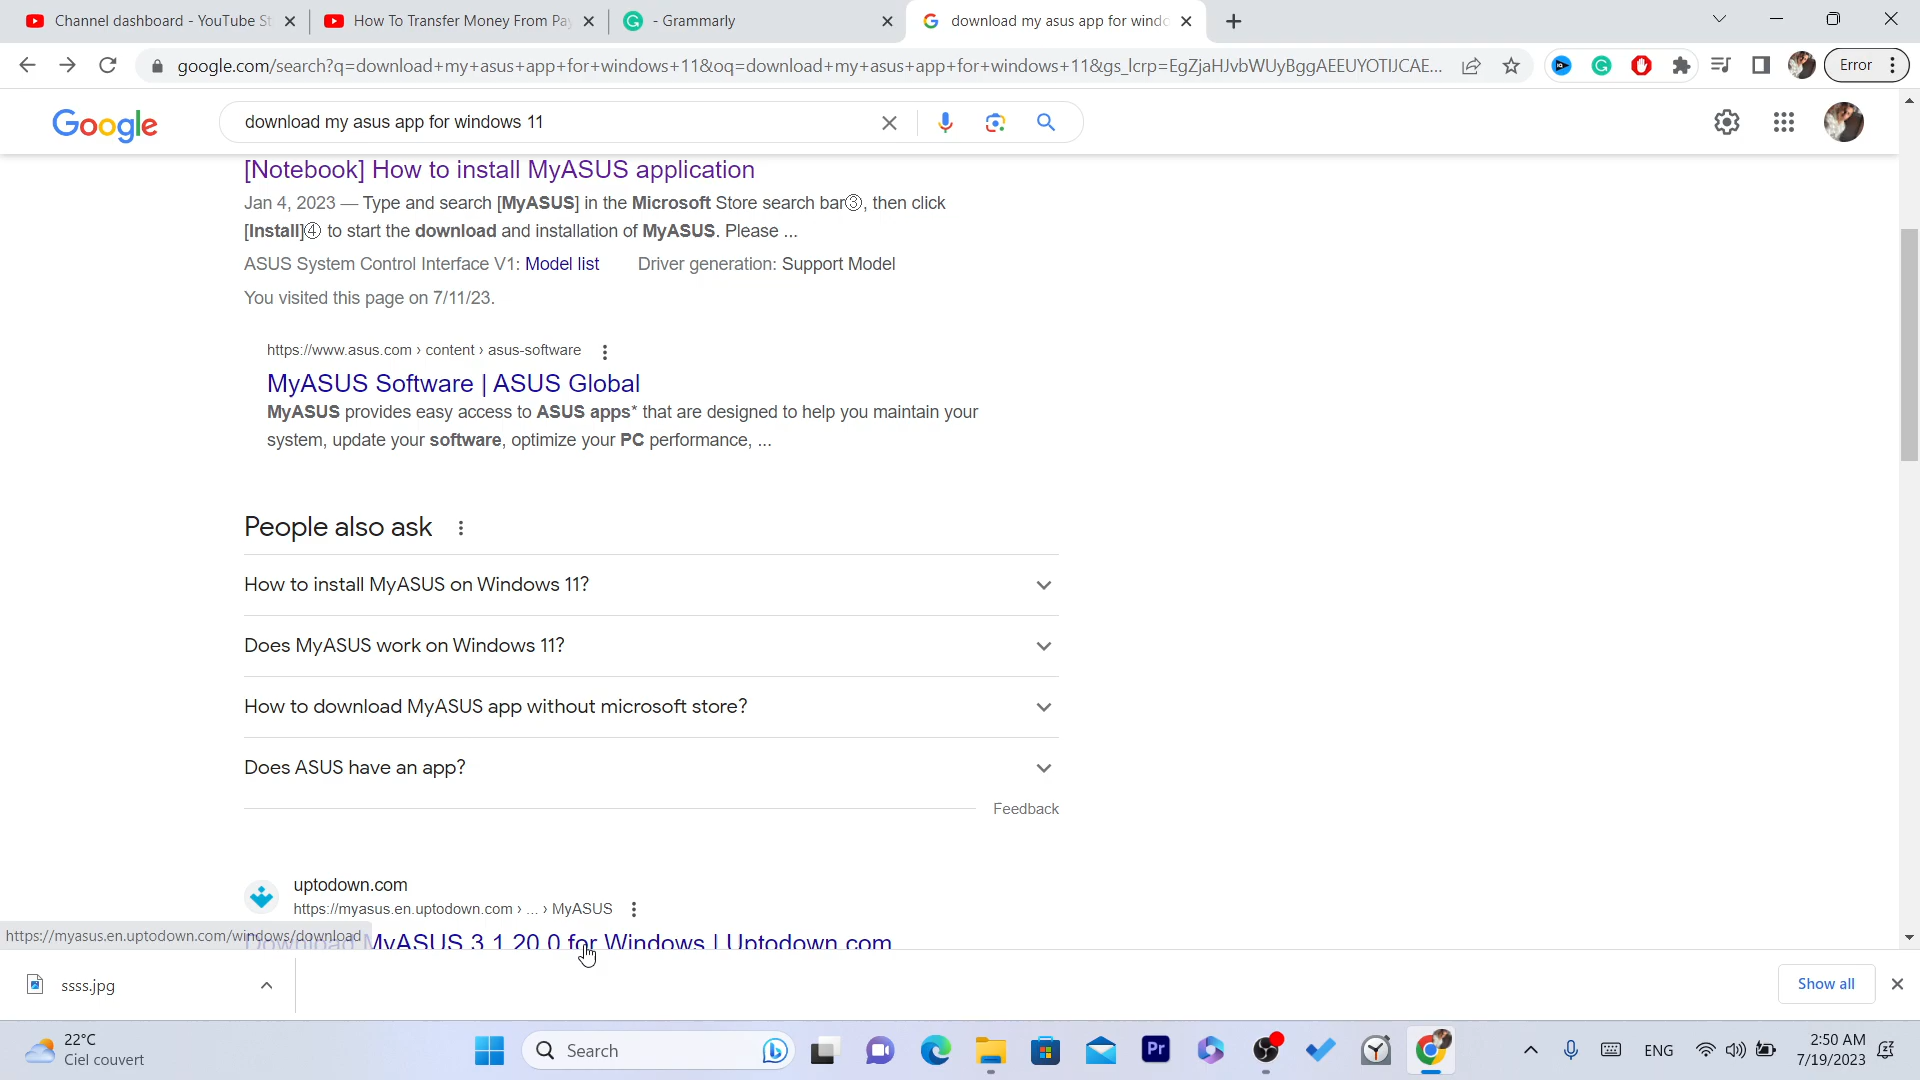 Channel dashboard - YouTube St
How To Transfer Money From Pay
- Grammarly
download my asus app for windo
google.com/search?q=download+my+asus+app+for+windows+11&oq=download+my+asus+app+for+windows+11&gs_lcrp=EgZjaHJvbWUyBggAEEUYOTIJCAE...
Error
Google
download my asus app for windows 11
[Notebook] How to install MyASUS application
Jan 4, 2023 — Type and search [MyASUS] in the Microsoft Store search bar③, then click
[Install]④ to start the download and installation of MyASUS. Please ...
ASUS System Control Interface V1: Model list Driver generation: Support Model
You visited this page on 7/11/23.
https://www.asus.com › content › asus-software
MyASUS Software | ASUS Global
MyASUS provides easy access to ASUS apps* that are designed to help you maintain your
system, update your software, optimize your PC performance, ...
People also ask
How to install MyASUS on Windows 11?
Does MyASUS work on Windows 11?
How to download MyASUS app without microsoft store?
Does ASUS have an app?
Feedback
uptodown.com
https://myasus.en.uptodown.com › ... › MyASUS
https://myasus.en.uptodown.com/windows/download
Download MyASUS 3.1.20.0 for Windows | Uptodown.com
ssss.jpg
Show all
22°C
Ciel couvert
Search
Pr
ENG
2:50 AM
7/19/2023